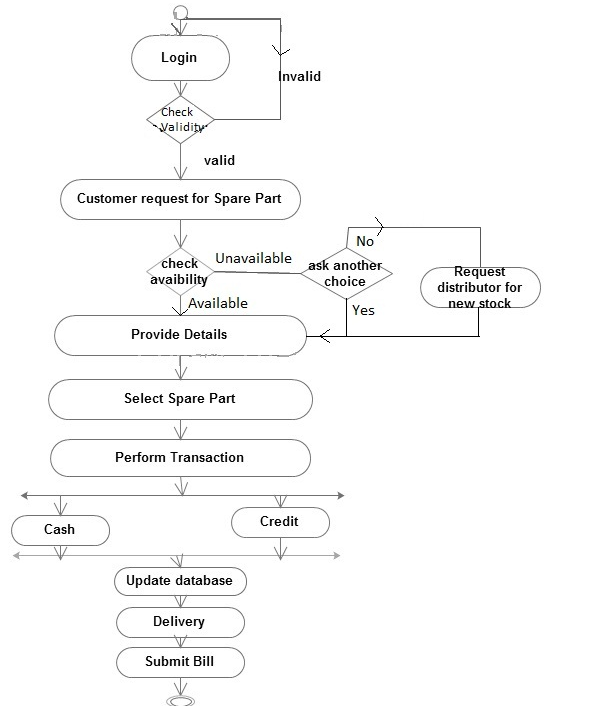 Login
Invalid
Check
Validity
valid
Customer request for Spare Part
check
avaibility
Unavailable
ask another
choice
No
Request
distributor for
new stock
Available
Yes
Provide Details
Select Spare Part
Perform Transaction
Cash
Credit
Update database
Delivery
Submit Bill